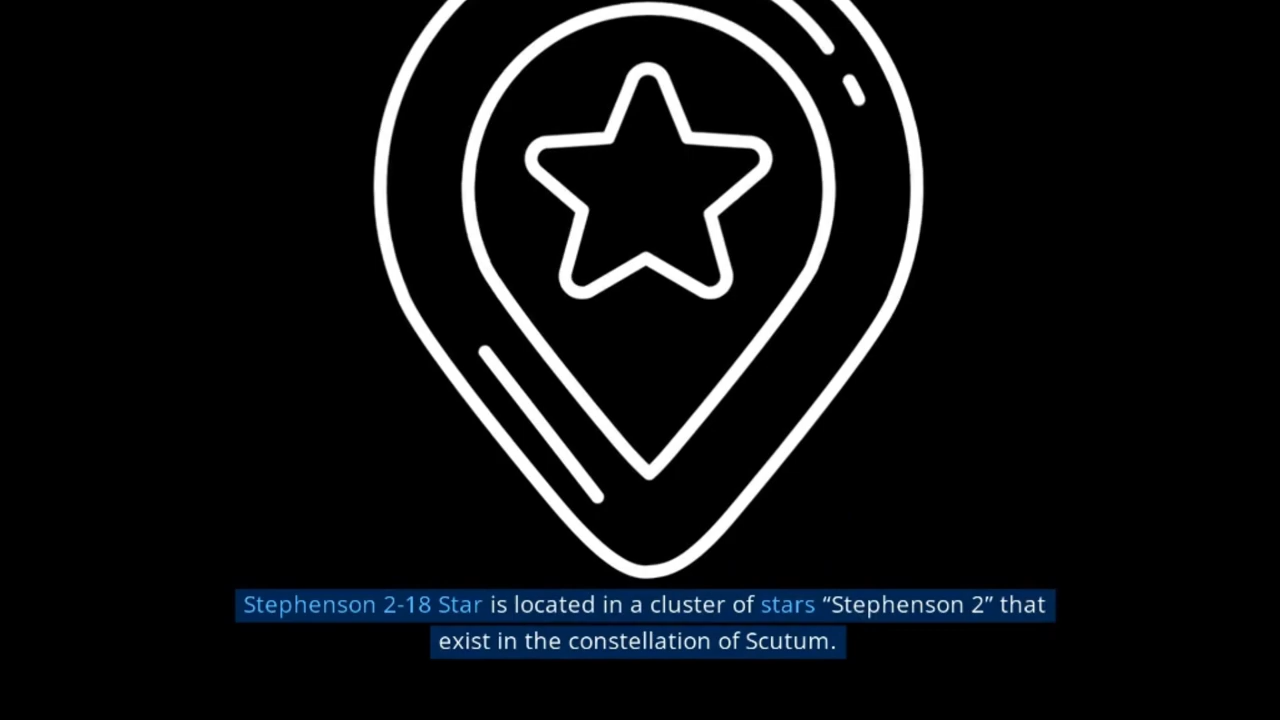 Stephenson 2-18 Star is located in a cluster of stars “Stephenson 2” that
exist in the constellation of Scutum.